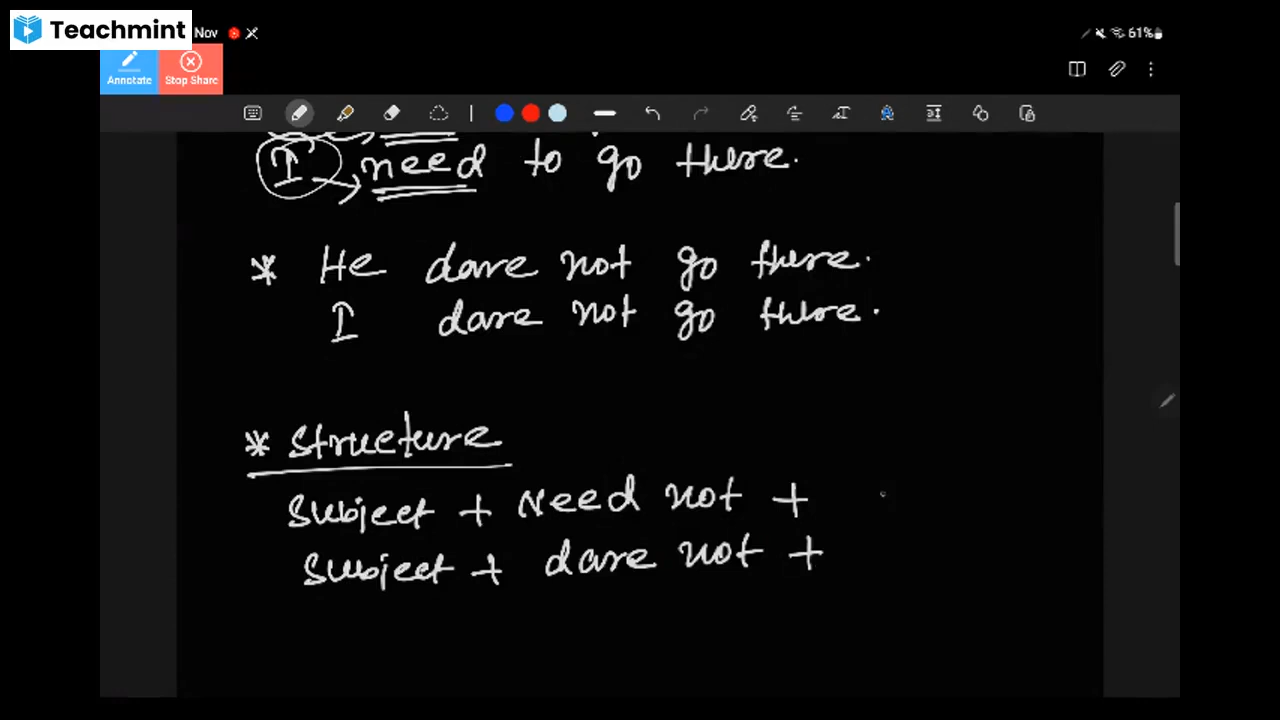 Teachmint
Nov
61%
Annotate
Stop Share
I need to go there.
* He dare not go there.
I dare not go there.
* Structure
Subject + Need not +
Subject + dare not +